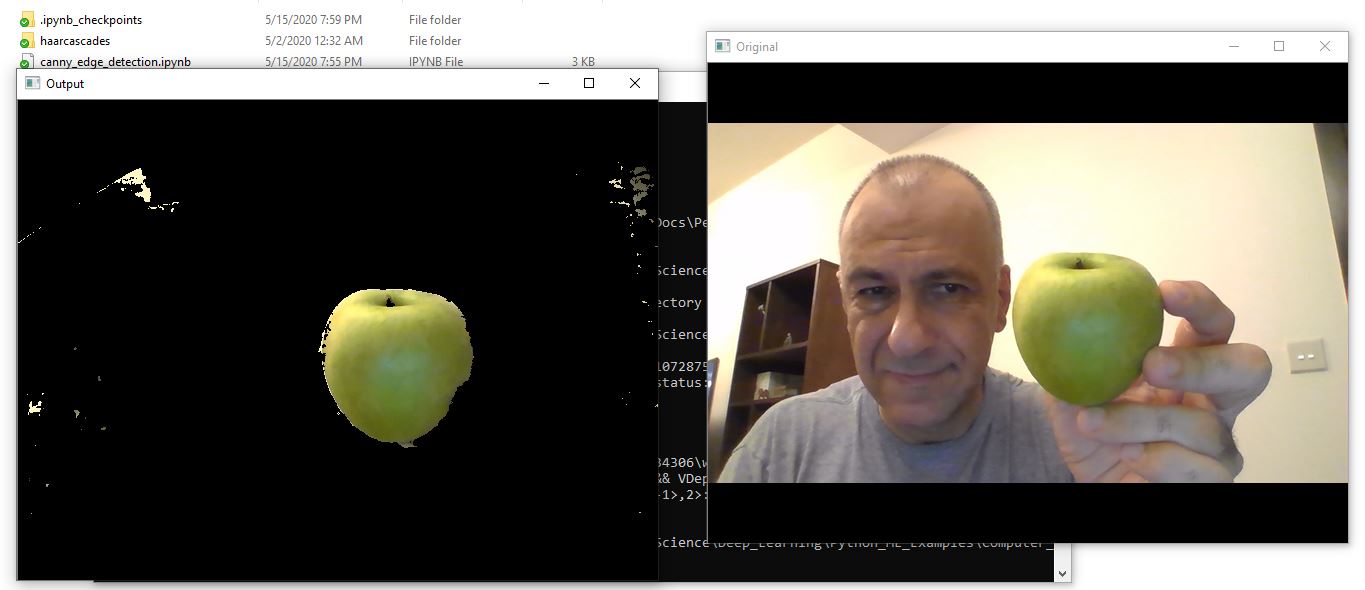 .ipynb_checkpoints 5/15/2020 7:59 PM File folder
haarcascades 5/2/2020 12:32 AM File folder
canny_edge_detection.ipynb 5/15/2020 7:55 PM IPYNB File 3 KB
Output
Original
Docs\Pe
Science
ectory
Science
1072875
status:
34306\w
&& VDep
-1>,2>:
Science\Deep_Learning\Python_ML_Examples\Computer_